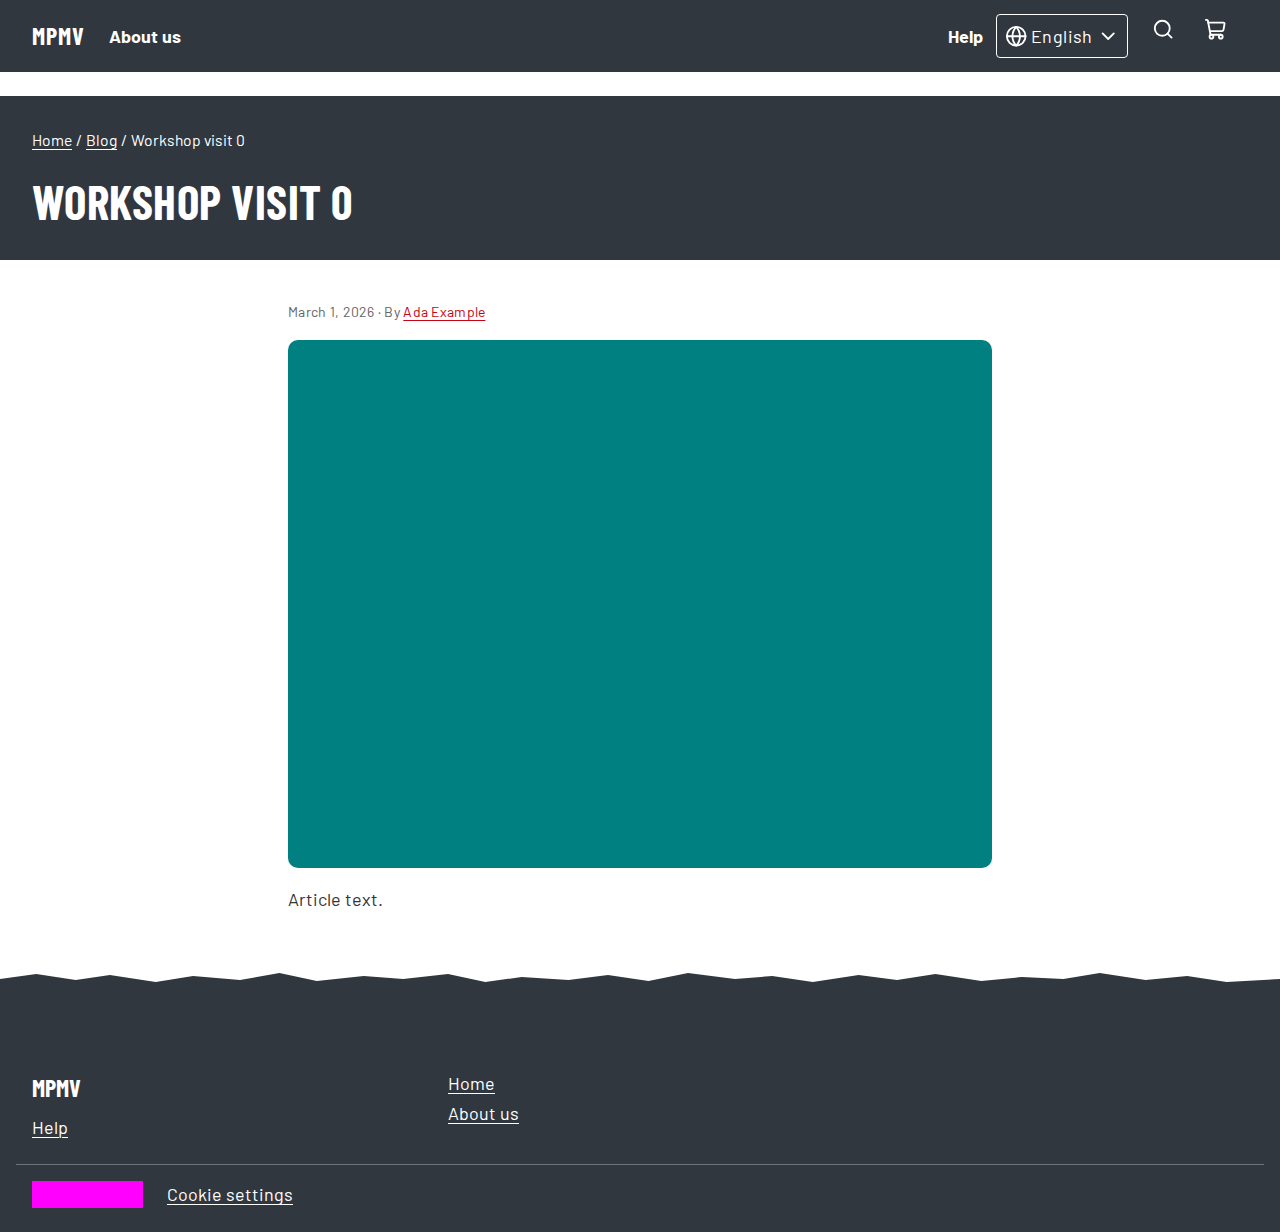 MPMV About us Help English
Home / Blog / Workshop visit 0
WORKSHOP VISIT 0
March 1, 2026 · By Ada Example
Article text.
MPMV
Help
Home
About us
Cookie settings